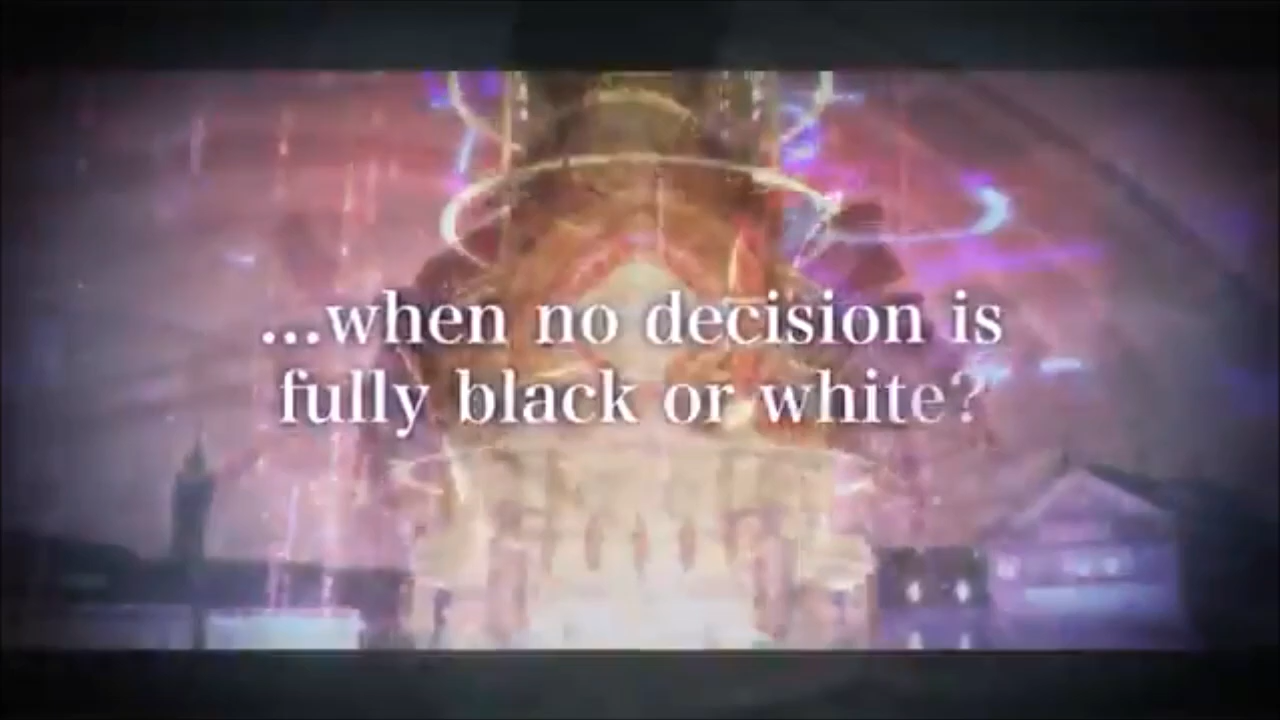 ...when no decision is
fully black or white?